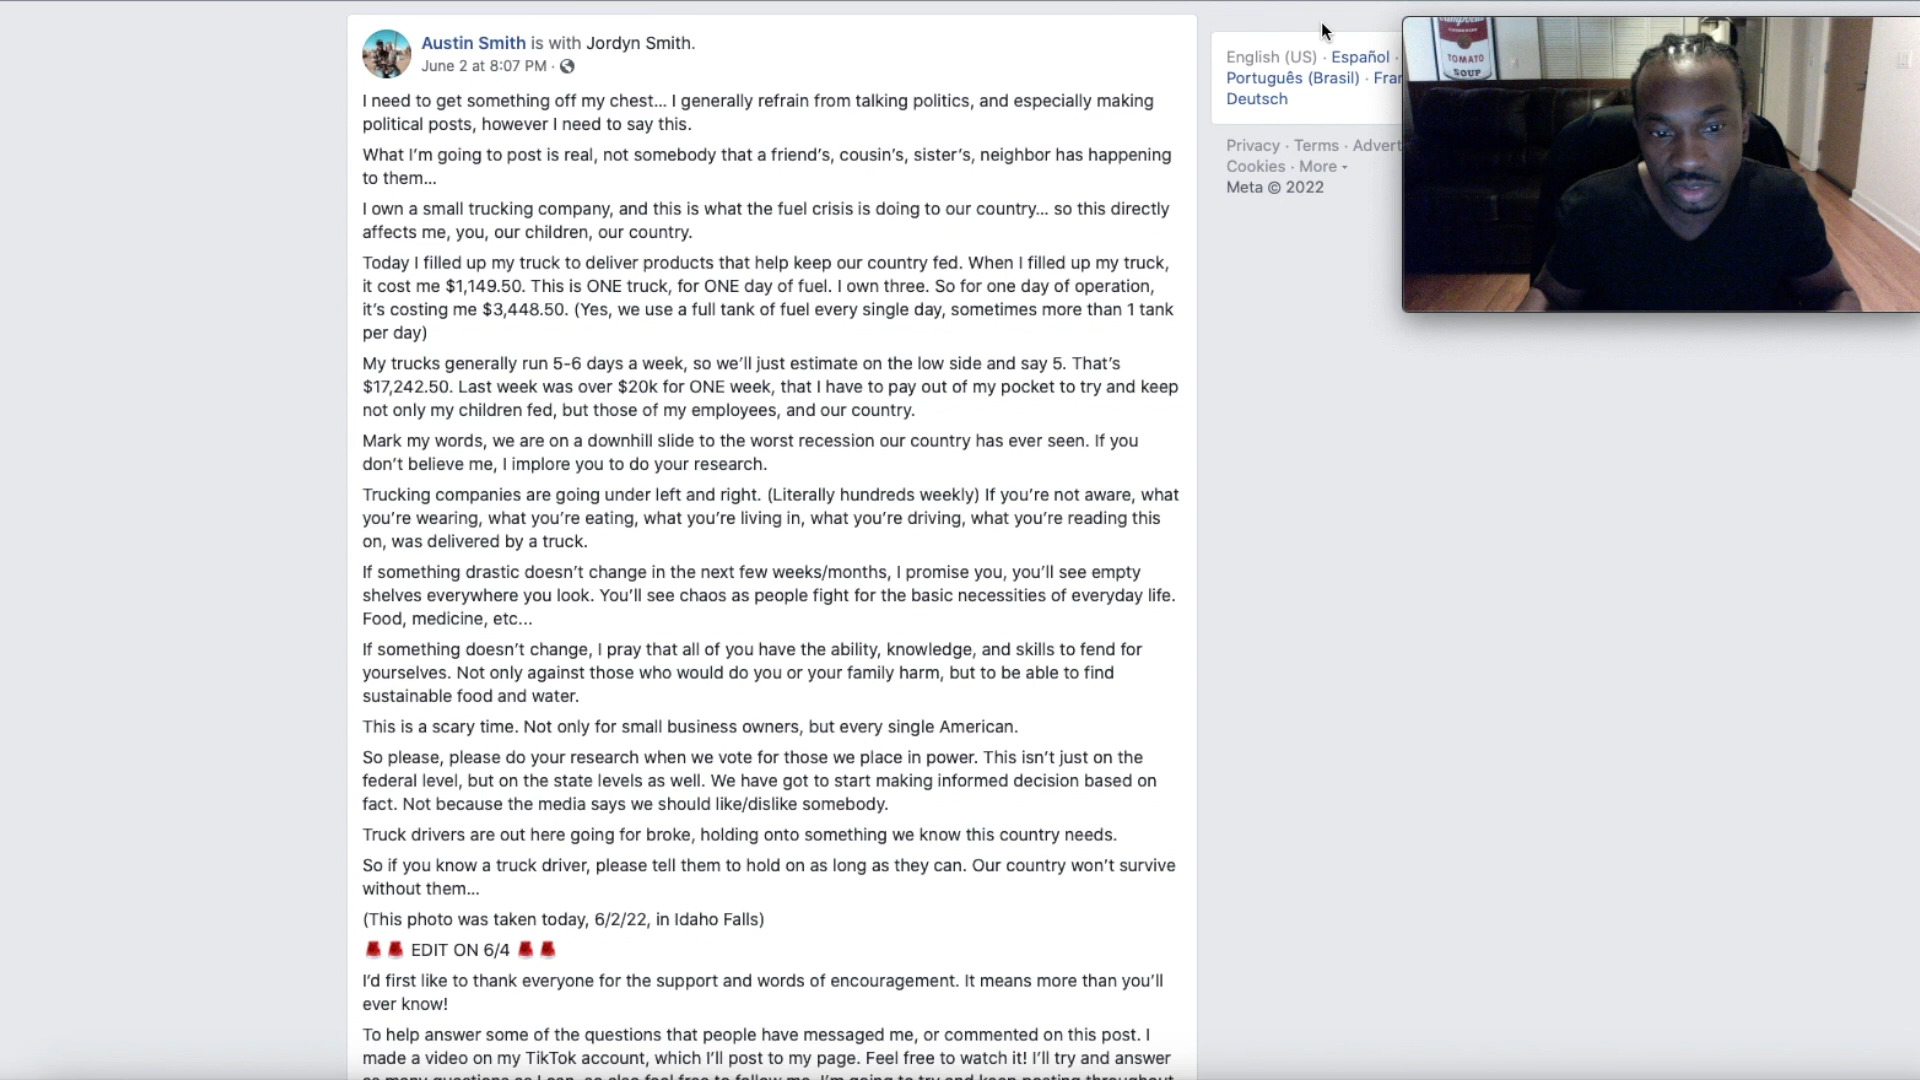 Austin Smith is with Jordyn Smith.
June 2 at 8:07 PM ·
I need to get something off my chest... I generally refrain from talking politics, and especially making
political posts, however I need to say this.
What I'm going to post is real, not somebody that a friend's, cousin's, sister's, neighbor has happening
to them...
I own a small trucking company, and this is what the fuel crisis is doing to our country... so this directly
affects me, you, our children, our country.
Today I filled up my truck to deliver products that help keep our country fed. When I filled up my truck,
it cost me $1,149.50. This is ONE truck, for ONE day of fuel. I own three. So for one day of operation,
it's costing me $3,448.50. (Yes, we use a full tank of fuel every single day, sometimes more than 1 tank
per day)
My trucks generally run 5-6 days a week, so we'll just estimate on the low side and say 5. That's
$17,242.50. Last week was over $20k for ONE week, that I have to pay out of my pocket to try and keep
not only my children fed, but those of my employees, and our country.
Mark my words, we are on a downhill slide to the worst recession our country has ever seen. If you
don't believe me, I implore you to do your research.
Trucking companies are going under left and right. (Literally hundreds weekly) If you're not aware, what
you're wearing, what you're eating, what you're living in, what you're driving, what you're reading this
on, was delivered by a truck.
If something drastic doesn't change in the next few weeks/months, I promise you, you'll see empty
shelves everywhere you look. You'll see chaos as people fight for the basic necessities of everyday life.
Food, medicine, etc...
If something doesn't change, I pray that all of you have the ability, knowledge, and skills to fend for
yourselves. Not only against those who would do you or your family harm, but to be able to find
sustainable food and water.
This is a scary time. Not only for small business owners, but every single American.
So please, please do your research when we vote for those we place in power. This isn't just on the
federal level, but on the state levels as well. We have got to start making informed decision based on
fact. Not because the media says we should like/dislike somebody.
Truck drivers are out here going for broke, holding onto something we know this country needs.
So if you know a truck driver, please tell them to hold on as long as they can. Our country won't survive
without them...
(This photo was taken today, 6/2/22, in Idaho Falls)
EDIT ON 6/4
I'd first like to thank everyone for the support and words of encouragement. It means more than you'll
ever know!
To help answer some of the questions that people have messaged me, or commented on this post. I
made a video on my TikTok account, which I'll post to my page. Feel free to watch it! I'll try and answer
English (US) · Español ·
Português (Brasil) · Fran
Deutsch
Privacy · Terms · Advert
Cookies · More
Meta © 2022
TOMATO
SOUP